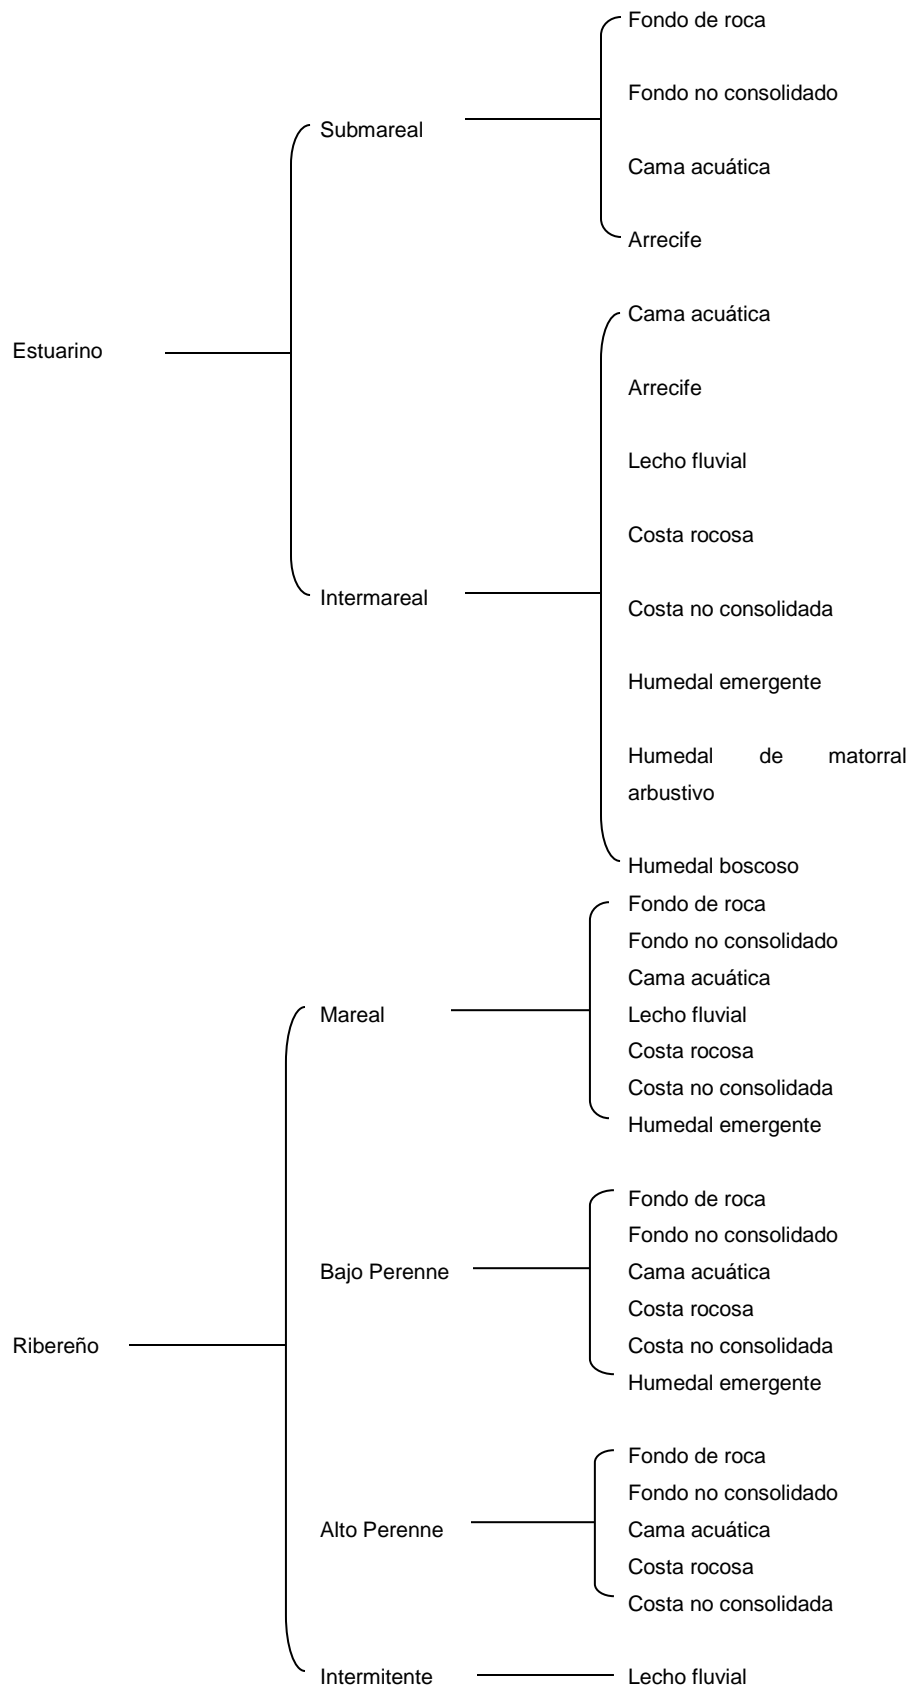 Fondo de roca
Fondo no consolidado
Submareal
Cama acuática
Arrecife
Cama acuática
Estuarino
Arrecife
Lecho fluvial
Costa rocosa
Intermareal
Costa no consolidada
Humedal emergente
Humedal de matorral
arbustivo
Humedal boscoso
Fondo de roca
Fondo no consolidado
Cama acuática
Mareal
Lecho fluvial
Costa rocosa
Costa no consolidada
Humedal emergente
Fondo de roca
Fondo no consolidado
Bajo Perenne
Cama acuática
Costa rocosa
Ribereño
Costa no consolidada
Humedal emergente
Fondo de roca
Fondo no consolidado
Alto Perenne
Cama acuática
Costa rocosa
Costa no consolidada
Intermitente
Lecho fluvial